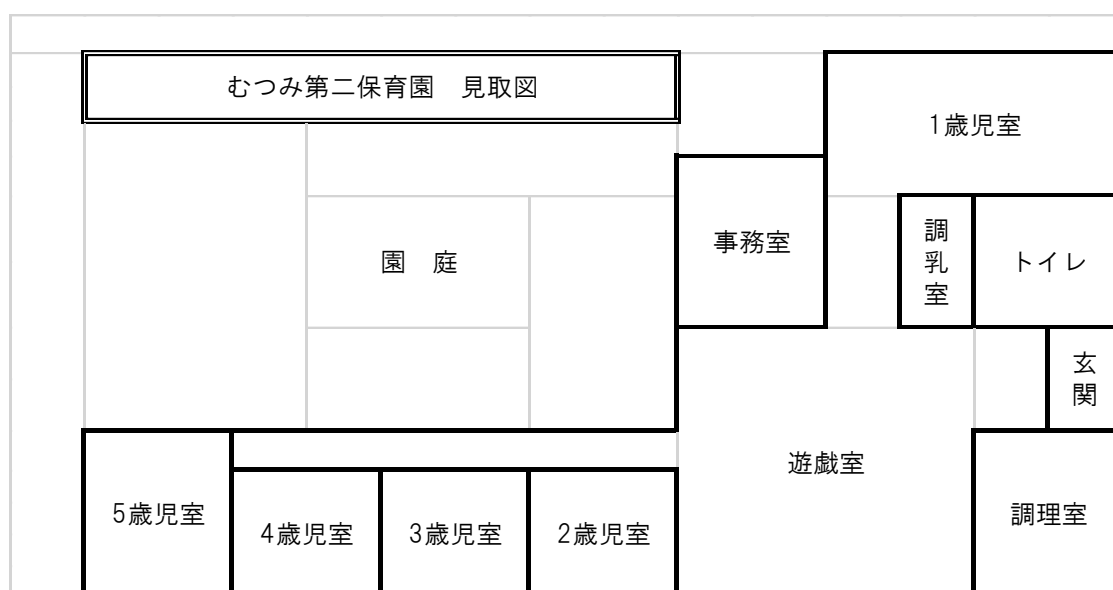 むつみ第二保育園　見取図
1歳児室
事務室
調乳室
トイレ
園　庭
玄関
遊戯室
5歳児室
4歳児室
3歳児室
2歳児室
調理室